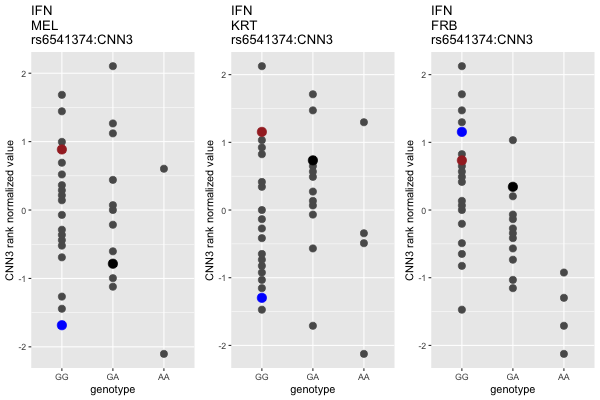 IFN
MEL
rs6541374:CNN3
CNN3 rank normalized value
2
1
0
-1
-2
GG
GA
AA
genotype
IFN
KRT
rs6541374:CNN3
CNN3 rank normalized value
2
1
0
-1
-2
GG
GA
AA
genotype
IFN
FRB
rs6541374:CNN3
CNN3 rank normalized value
2
1
0
-1
-2
GG
GA
AA
genotype